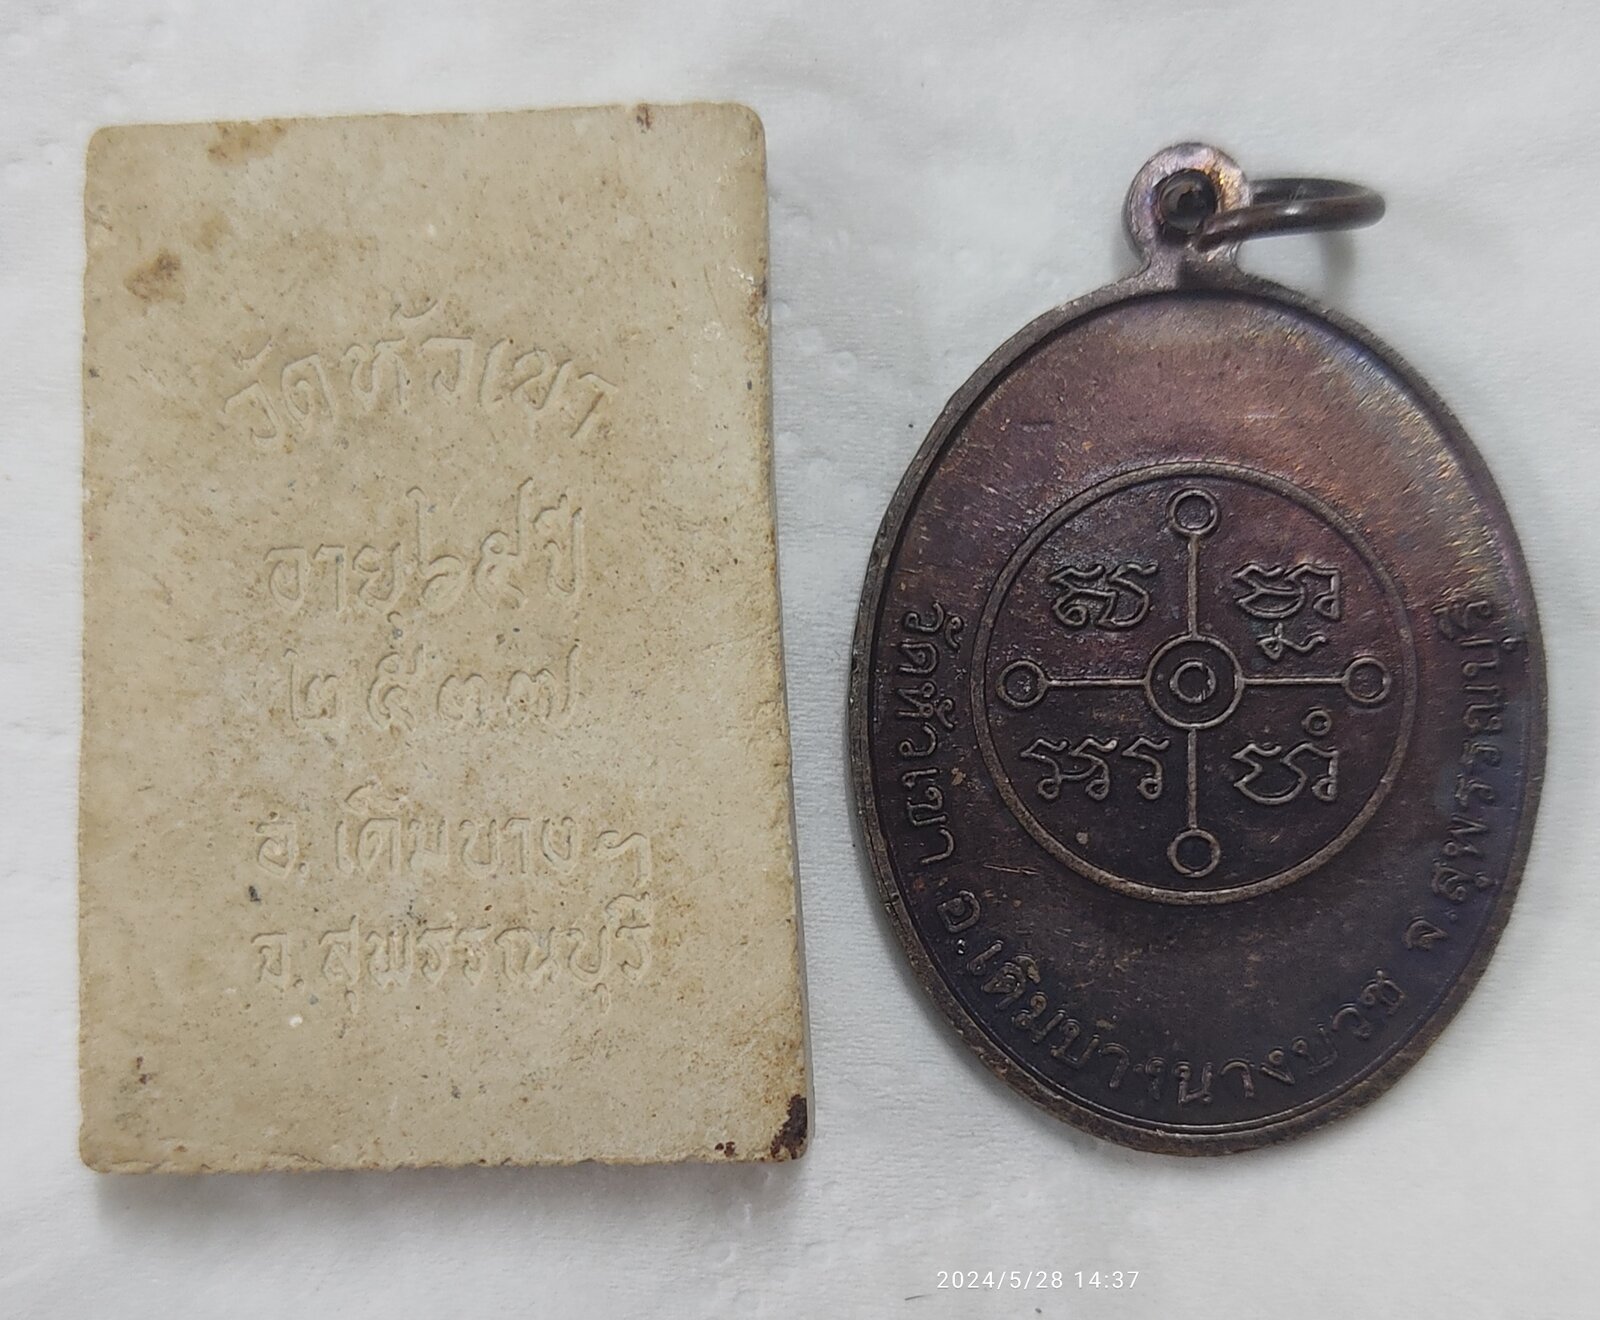 วัดหัวเขา
อายุ๖๙ปี
๒๕๓๗
อ.เดิมบางฯ
จ.สุพรรณบุรี
วัดหัวเขา อ.เดิมบางนางบวช จ.สุพรรณบุรี
2024/5/28 14:37